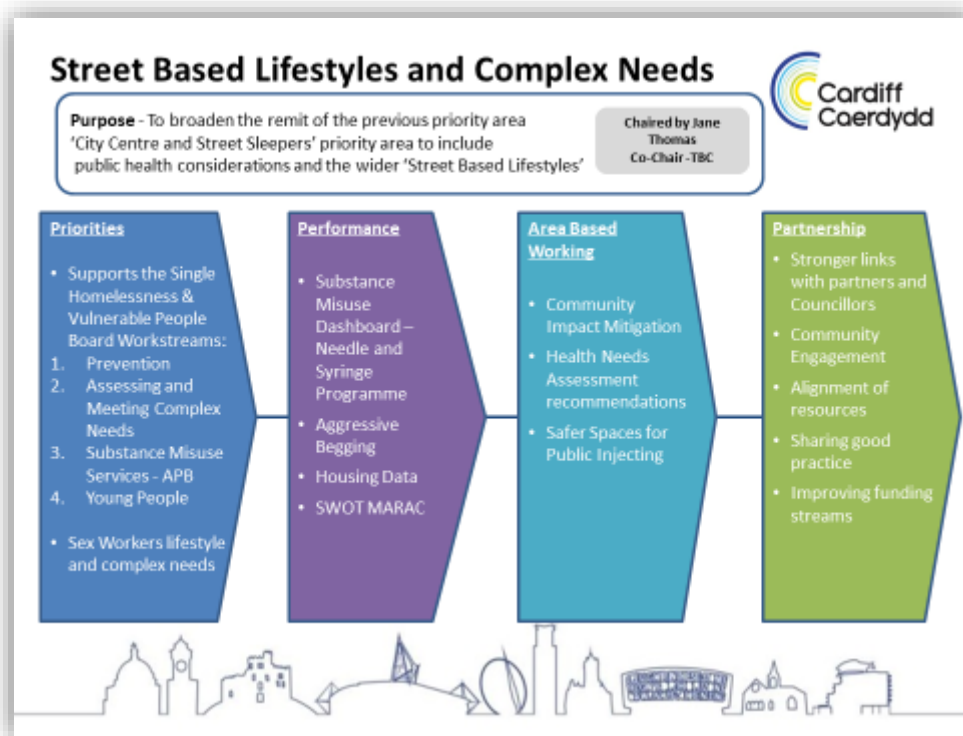 Street Based Lifestyles and Complex Needs
Cardiff
Caerdydd
Purpose - To broaden the remit of the previous priority area
'City Centre and Street Sleepers' priority area to include
public health considerations and the wider 'Street Based Lifestyles'
Chaired by Jane
Thomas
Co-Chair -TBC
Priorities
• Supports the Single
Homelessness &
Vulnerable People
Board Workstreams:
1. Prevention
2. Assessing and
Meeting Complex
Needs
3. Substance Misuse
Services - APB
4. Young People
• Sex Workers lifestyle
and complex needs
Performance
• Substance
Misuse
Dashboard –
Needle and
Syringe
Programme
• Aggressive
Begging
• Housing Data
• SWOT MARAC
Area Based
Working
• Community
Impact Mitigation
• Health Needs
Assessment
recommendations
• Safer Spaces for
Public Injecting
Partnership
• Stronger links
with partners and
Councillors
• Community
Engagement
• Alignment of
resources
• Sharing good
practice
• Improving funding
streams